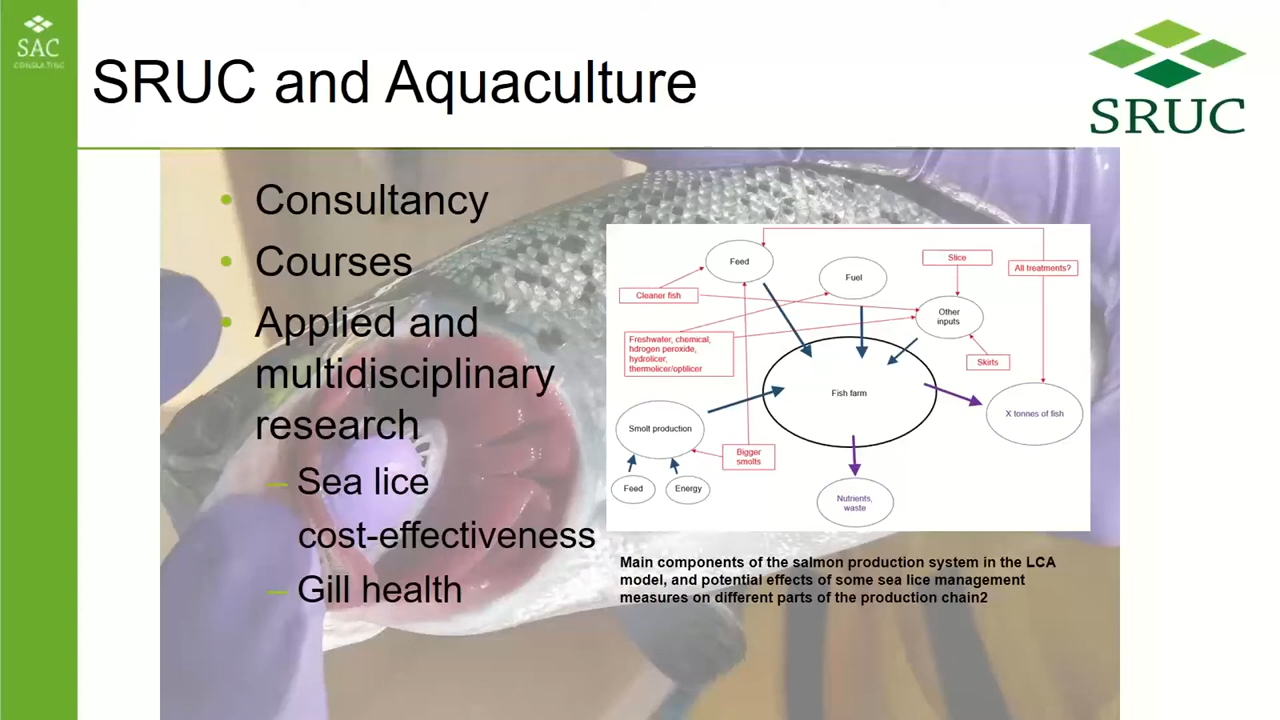 SAC
CONSULTING
SRUC and Aquaculture
SRUC
• Consultancy
• Courses
• Applied and
multidisciplinary
research
– Sea lice
cost-effectiveness
– Gill health
Feed
Fuel
Slice
All treatments?
Cleaner fish
Other
inputs
Freshwater, chemical,
hdrogen peroxide,
hydrolicer,
thermolicer/optilicer
Skirts
Fish farm
X tonnes of fish
Smolt production
Bigger
smolts
Feed
Energy
Nutrients,
waste
Main components of the salmon production system in the LCA
model, and potential effects of some sea lice management
measures on different parts of the production chain2